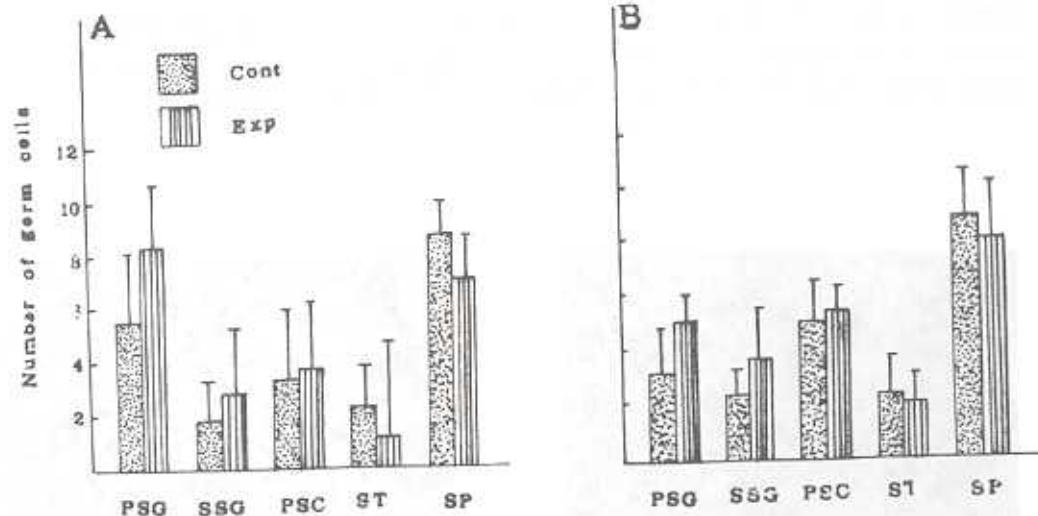 A
B
Cont
Exp
Number of germ cells
12
10
8
4
2
PSG SSG PSC ST SP
PSG SSG PSC ST SP